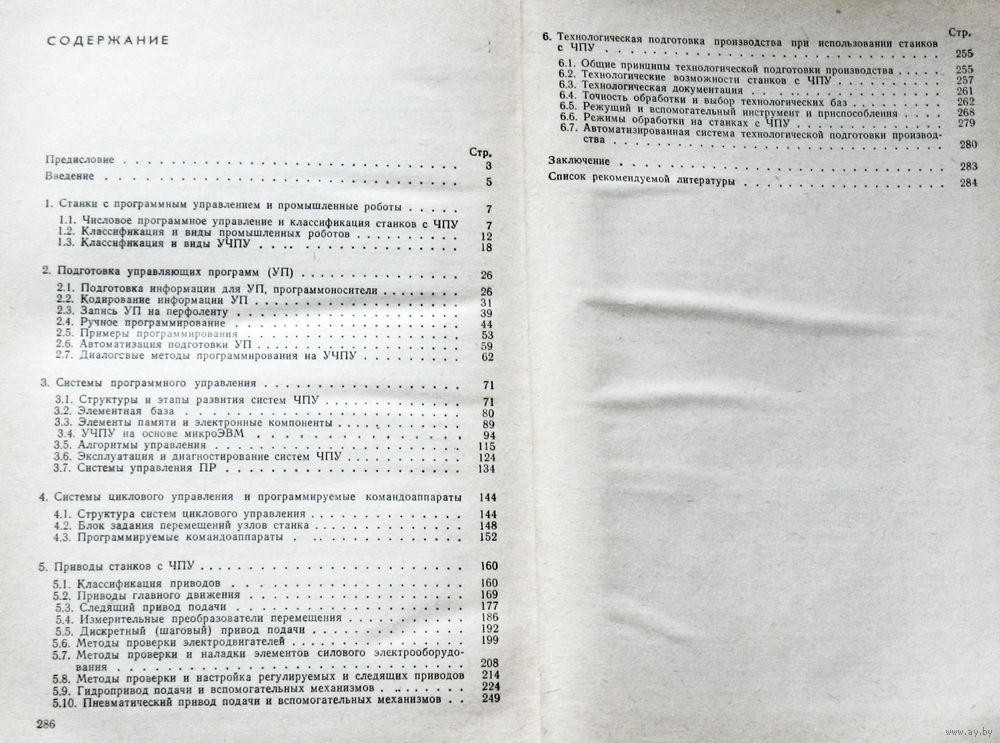 СОДЕРЖАНИЕ
Стр.
Предисловие . . . . . . . . . . . . . . . . . . . . . . . . . . 3
Введение . . . . . . . . . . . . . . . . . . . . . . . . . . . 5
1. Станки с программным управлением и промышленные роботы . . . . . 7
1.1. Числовое программное управление и классификация станков с ЧПУ 7
1.2. Классификация и виды промышленных роботов . . . . . . . . . . 12
1.3. Классификация и виды УЧПУ . . . . . . . . . . . . . . . . . 18
2. Подготовка управляющих программ (УП) . . . . . . . . . . . . . 26
2.1. Подготовка информации для УП, программоносители . . . . . . . 26
2.2. Кодирование информации УП . . . . . . . . . . . . . . . . . 31
2.3. Запись УП на перфоленту . . . . . . . . . . . . . . . . . . 39
2.4. Ручное программирование . . . . . . . . . . . . . . . . . . 44
2.5. Примеры программирования . . . . . . . . . . . . . . . . . 53
2.6. Автоматизация подготовки УП . . . . . . . . . . . . . . . . 59
2.7. Диалоговые методы программирования на УЧПУ . . . . . . . . . 62
3. Системы программного управления . . . . . . . . . . . . . . . . 71
3.1. Структуры и этапы развития систем ЧПУ . . . . . . . . . . . . 71
3.2. Элементная база . . . . . . . . . . . . . . . . . . . . . . 80
3.3. Элементы памяти и электронные компоненты . . . . . . . . . . 89
3.4. УЧПУ на основе микроЭВМ . . . . . . . . . . . . . . . . . . 94
3.5. Алгоритмы управления . . . . . . . . . . . . . . . . . . . . 115
3.6. Эксплуатация и диагностирование систем ЧПУ . . . . . . . . . 124
3.7. Системы управления ПР . . . . . . . . . . . . . . . . . . . 134
4. Системы циклового управления и программируемые командоаппараты 144
4.1. Структура систем циклового управления . . . . . . . . . . . . 144
4.2. Блок задания перемещений узлов станка . . . . . . . . . . . . 148
4.3. Программируемые командоаппараты . . . . . . . . . . . . . . 152
5. Приводы станков с ЧПУ . . . . . . . . . . . . . . . . . . . . . 160
5.1. Классификация приводов . . . . . . . . . . . . . . . . . . . 160
5.2. Приводы главного движения . . . . . . . . . . . . . . . . . 169
5.3. Следящий привод подачи . . . . . . . . . . . . . . . . . . . 177
5.4. Измерительные преобразователи перемещения . . . . . . . . . 186
5.5. Дискретный (шаговый) привод подачи . . . . . . . . . . . . . 192
5.6. Методы проверки электродвигателей . . . . . . . . . . . . . 199
5.7. Методы проверки и наладки элементов силового электрооборудо-
вания . . . . . . . . . . . . . . . . . . . . . . . . . . . . 208
5.8. Методы проверки и настройка регулируемых и следящих приводов 214
5.9. Гидропривод подачи и вспомогательных механизмов . . . . . . . 224
5.10. Пневматический привод подачи и вспомогательных механизмов . . 249
286
Стр.
6. Технологическая подготовка производства при использовании станков
с ЧПУ . . . . . . . . . . . . . . . . . . . . . . . . . . . . 255
6.1. Общие принципы технологической подготовки производства . . . . . 255
6.2. Технологические возможности станков с ЧПУ . . . . . . . . . . 257
6.3. Технологическая документация . . . . . . . . . . . . . . . . 261
6.4. Точность обработки и выбор технологических баз . . . . . . . . 262
6.5. Режущий и вспомогательный инструмент и приспособления . . . . 268
6.6. Режимы обработки на станках с ЧПУ . . . . . . . . . . . . . . 279
6.7. Автоматизированная система технологической подготовки производ-
ства . . . . . . . . . . . . . . . . . . . . . . . . . . . . 280
Заключение . . . . . . . . . . . . . . . . . . . . . . . . . . 283
Список рекомендуемой литературы . . . . . . . . . . . . . . . . . 284
www.ay.by